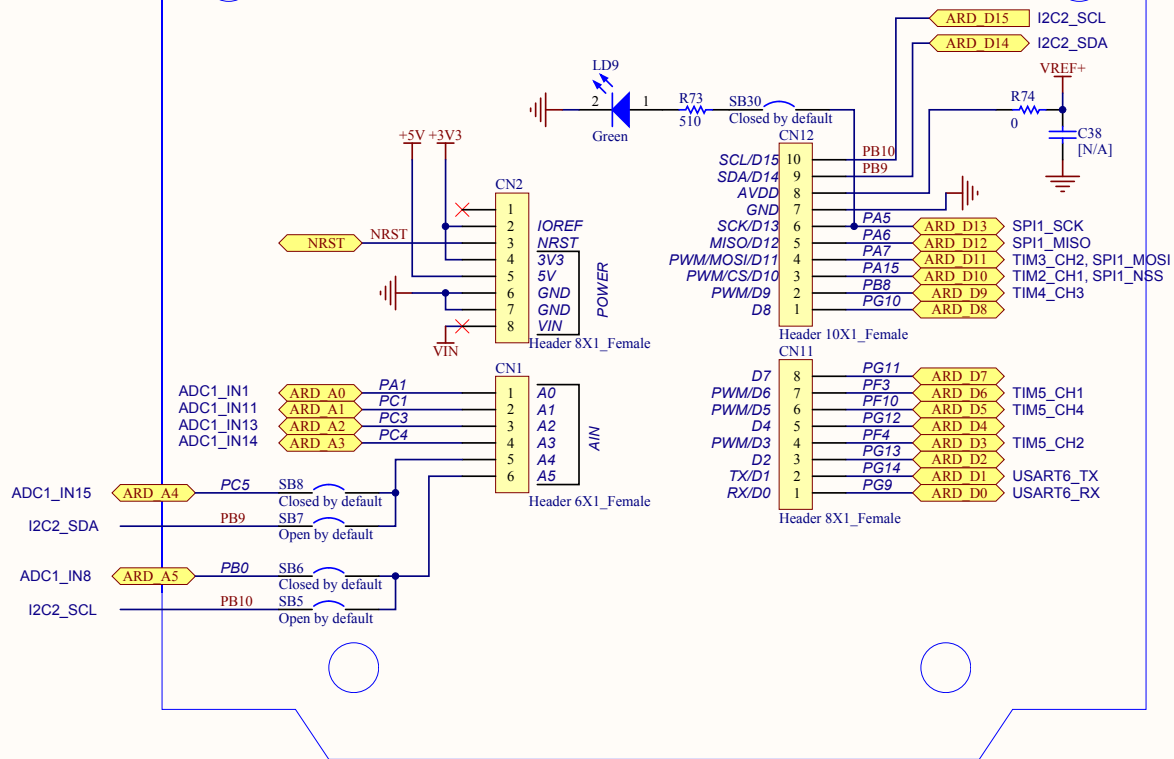 ARD_D15 I2C2_SCL
ARD_D14 I2C2_SDA
VREF+
LD9
2 1 R73 SB30 R74
Green 510 Closed by default 0 C38
[N/A]
+5V +3V3
CN12
SCL/D15 10 PB10
SDA/D14 9 PB9
AVDD 8
GND 7
SCK/D13 6 PA5 ARD_D13 SPI1_SCK
MISO/D12 5 PA6 ARD_D12 SPI1_MISO
PWM/MOSI/D11 4 PA7 ARD_D11 TIM3_CH2, SPI1_MOSI
PWM/CS/D10 3 PA15 ARD_D10 TIM2_CH1, SPI1_NSS
PWM/D9 2 PB8 ARD_D9 TIM4_CH3
D8 1 PG10 ARD_D8
Header 10X1_Female
CN2
1
2 IOREF
NRST NRST 3 NRST
4 3V3
5 5V
6 GND
7 GND
8 VIN
POWER
VIN
Header 8X1_Female
CN1
ADC1_IN1 ARD_A0 PA1 1 A0
ADC1_IN11 ARD_A1 PC1 2 A1
ADC1_IN13 ARD_A2 PC3 3 A2
ADC1_IN14 ARD_A3 PC4 4 A3
5 A4
6 A5
AIN
Header 6X1_Female
CN11
D7 8 PG11 ARD_D7
PWM/D6 7 PF3 ARD_D6 TIM5_CH1
PWM/D5 6 PF10 ARD_D5 TIM5_CH4
D4 5 PG12 ARD_D4
PWM/D3 4 PF4 ARD_D3 TIM5_CH2
D2 3 PG13 ARD_D2
TX/D1 2 PG14 ARD_D1 USART6_TX
RX/D0 1 PG9 ARD_D0 USART6_RX
Header 8X1_Female
ADC1_IN15 ARD_A4 PC5 SB8
Closed by default
I2C2_SDA PB9 SB7
Open by default
ADC1_IN8 ARD_A5 PB0 SB6
Closed by default
I2C2_SCL PB10 SB5
Open by default